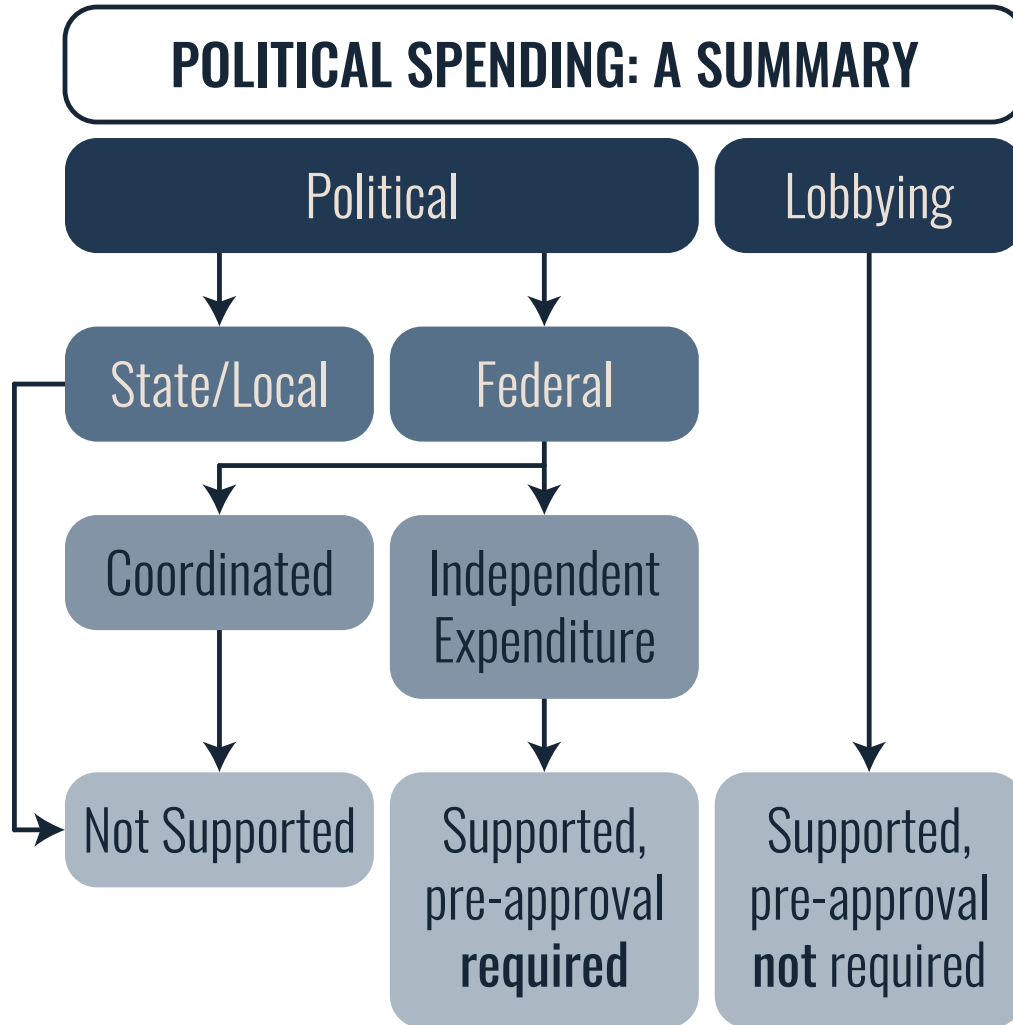 POLITICAL SPENDING: A SUMMARY
Political
Lobbying
State/Local
Federal
Coordinated
Independent
Expenditure
Not Supported
Supported,
pre-approval
required
Supported,
pre-approval
not required